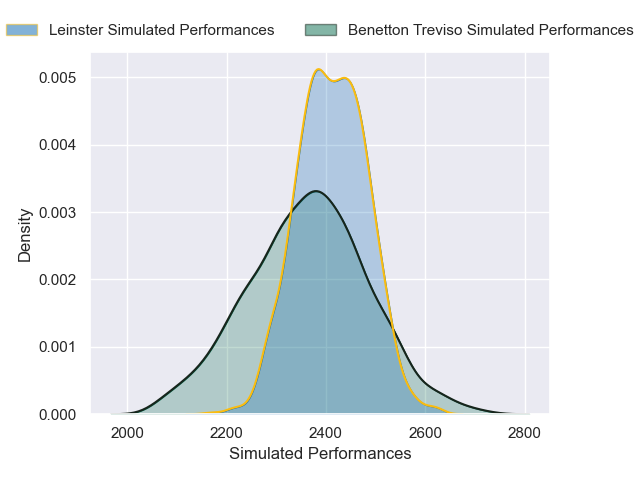 Leinster Simulated Performances
Benetton Treviso Simulated Performances
0.005
0.004
0.003
0.002
0.001
0.000
Density
2000
2200
2400
2600
2800
Simulated Performances